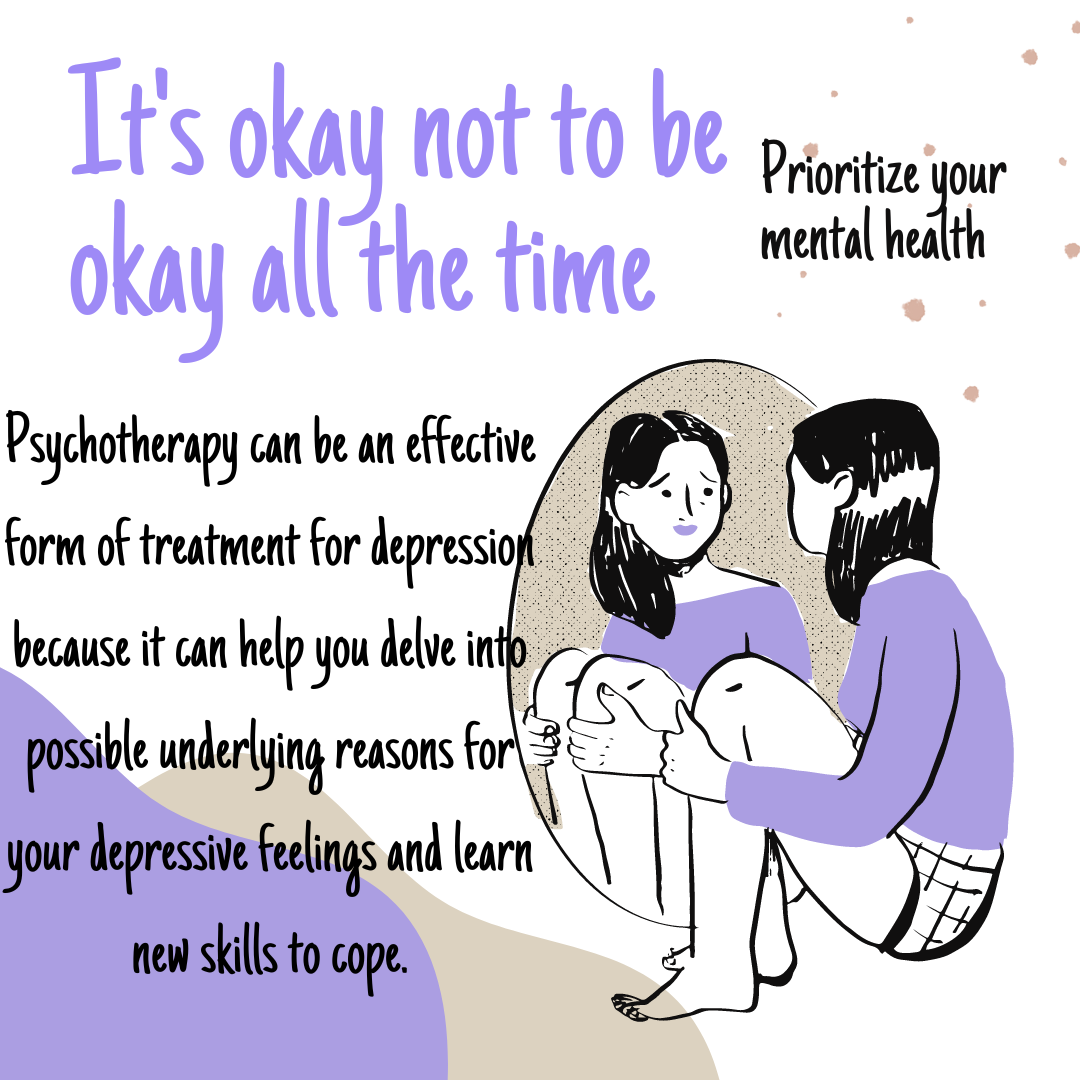 It's okay not to be
okay all the time
Prioritize your
mental health
Psychotherapy can be an effective
form of treatment for depression
because it can help you delve into
possible underlying reasons for
your depressive feelings and learn
new skills to cope.